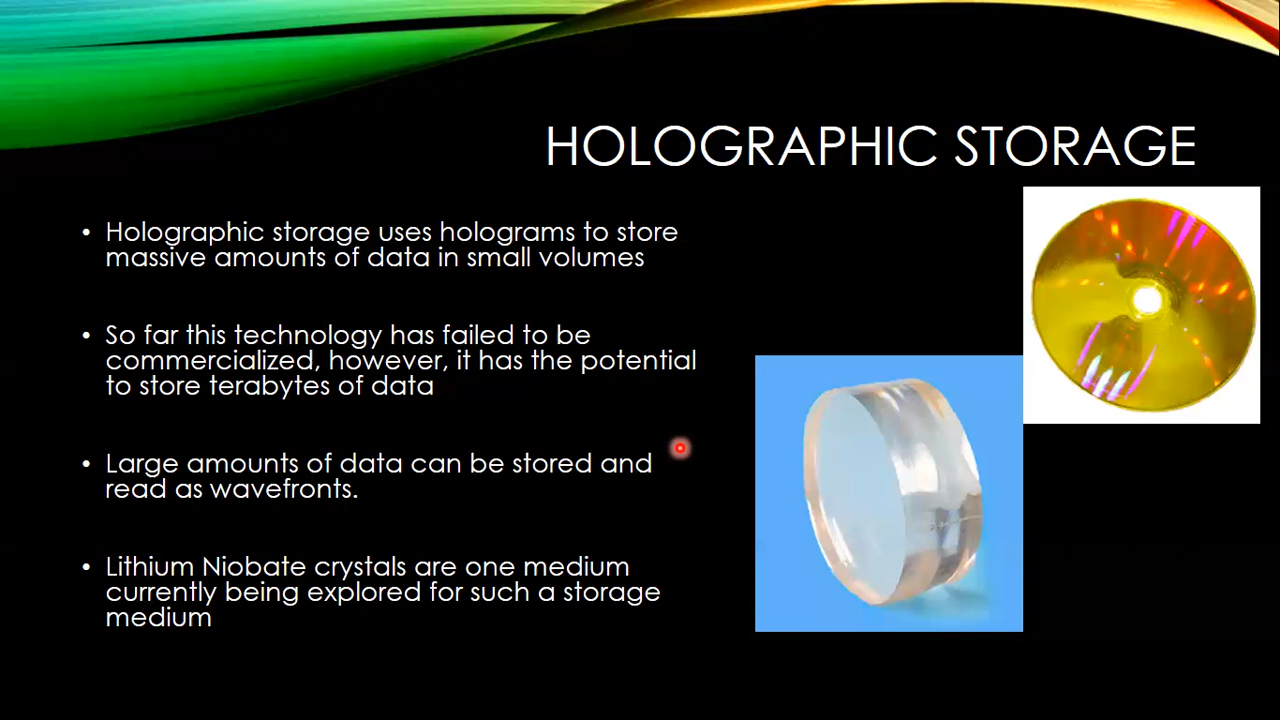 HOLOGRAPHIC STORAGE
• Holographic storage uses holograms to store
massive amounts of data in small volumes
• So far this technology has failed to be
commercialized, however, it has the potential
to store terabytes of data
• Large amounts of data can be stored and
read as wavefronts.
• Lithium Niobate crystals are one medium
currently being explored for such a storage
medium